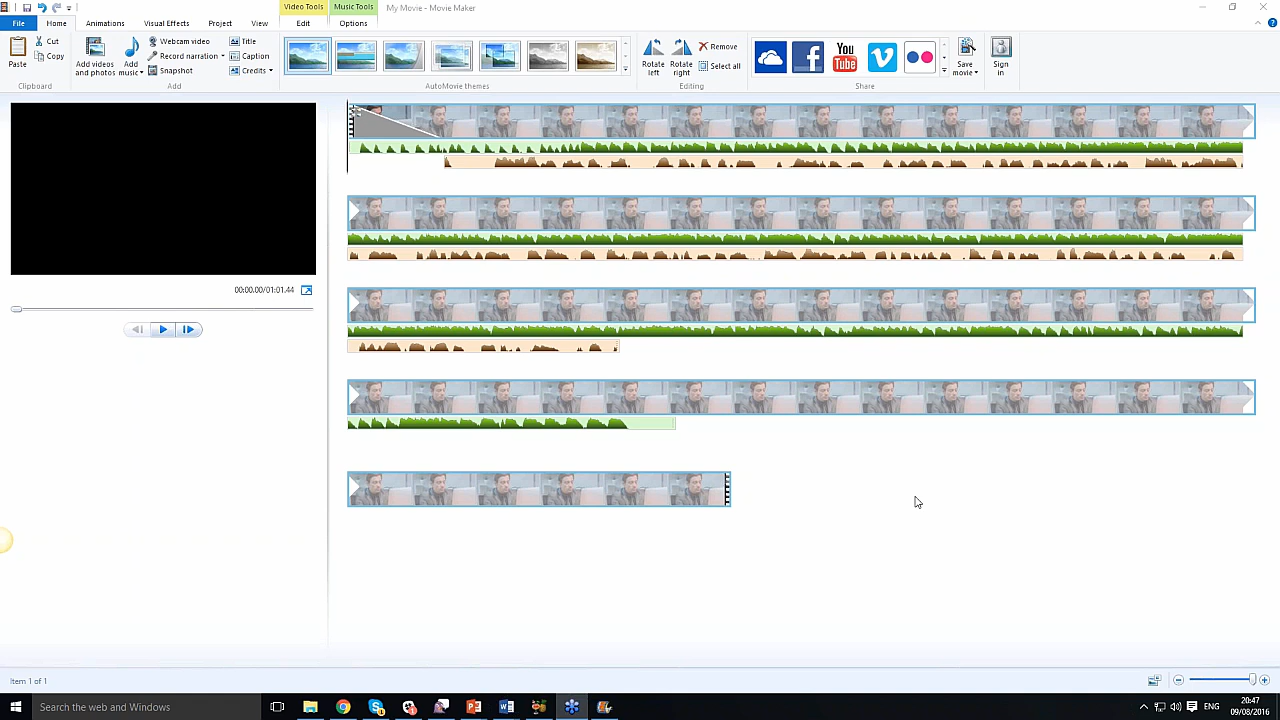 Video Tools Music Tools My Movie - Movie Maker
File Home Animations Visual Effects Project View Edit Options
Paste
Cut
Copy
Clipboard
Add videos and photos
Add music
Webcam video
Record narration
Snapshot
Title
Caption
Credits
Add
AutoMovie themes
Rotate left
Rotate right
Remove
Select all
Editing
You Tube
Share
Save movie
Sign in
00:00.00/01:01.44
Item 1 of 1
Search the web and Windows
ENG
20:47
09/08/2016